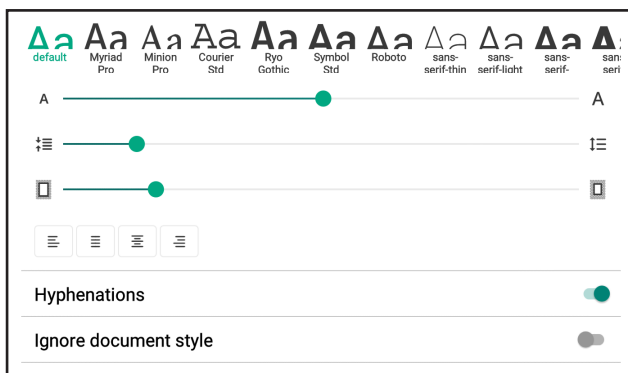 Aa Aa Aa Aa Aa Aa Aa Aa Aa Aa
default Myriad Minion Courier Ryo Symbol Roboto sans- sans- sans-
Pro Pro Std Gothic Std serif-thin serif-light serif-
A A
Hyphenations
Ignore document style